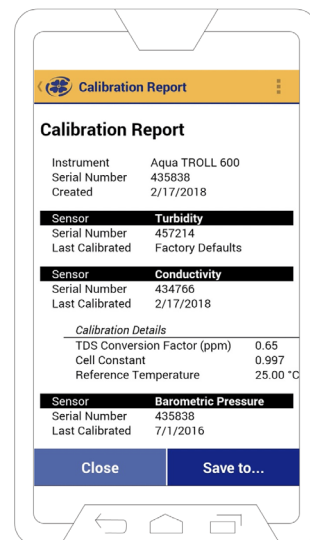 Calibration Report
Calibration Report
Instrument Aqua TROLL 600
Serial Number 435838
Created 2/17/2018
Sensor Turbidity
Serial Number 457214
Last Calibrated Factory Defaults
Sensor Conductivity
Serial Number 434766
Last Calibrated 2/17/2018
Calibration Details
TDS Conversion Factor (ppm) 0.65
Cell Constant 0.997
Reference Temperature 25.00 °C
Sensor Barometric Pressure
Serial Number 435838
Last Calibrated 7/1/2016
Close Save to...